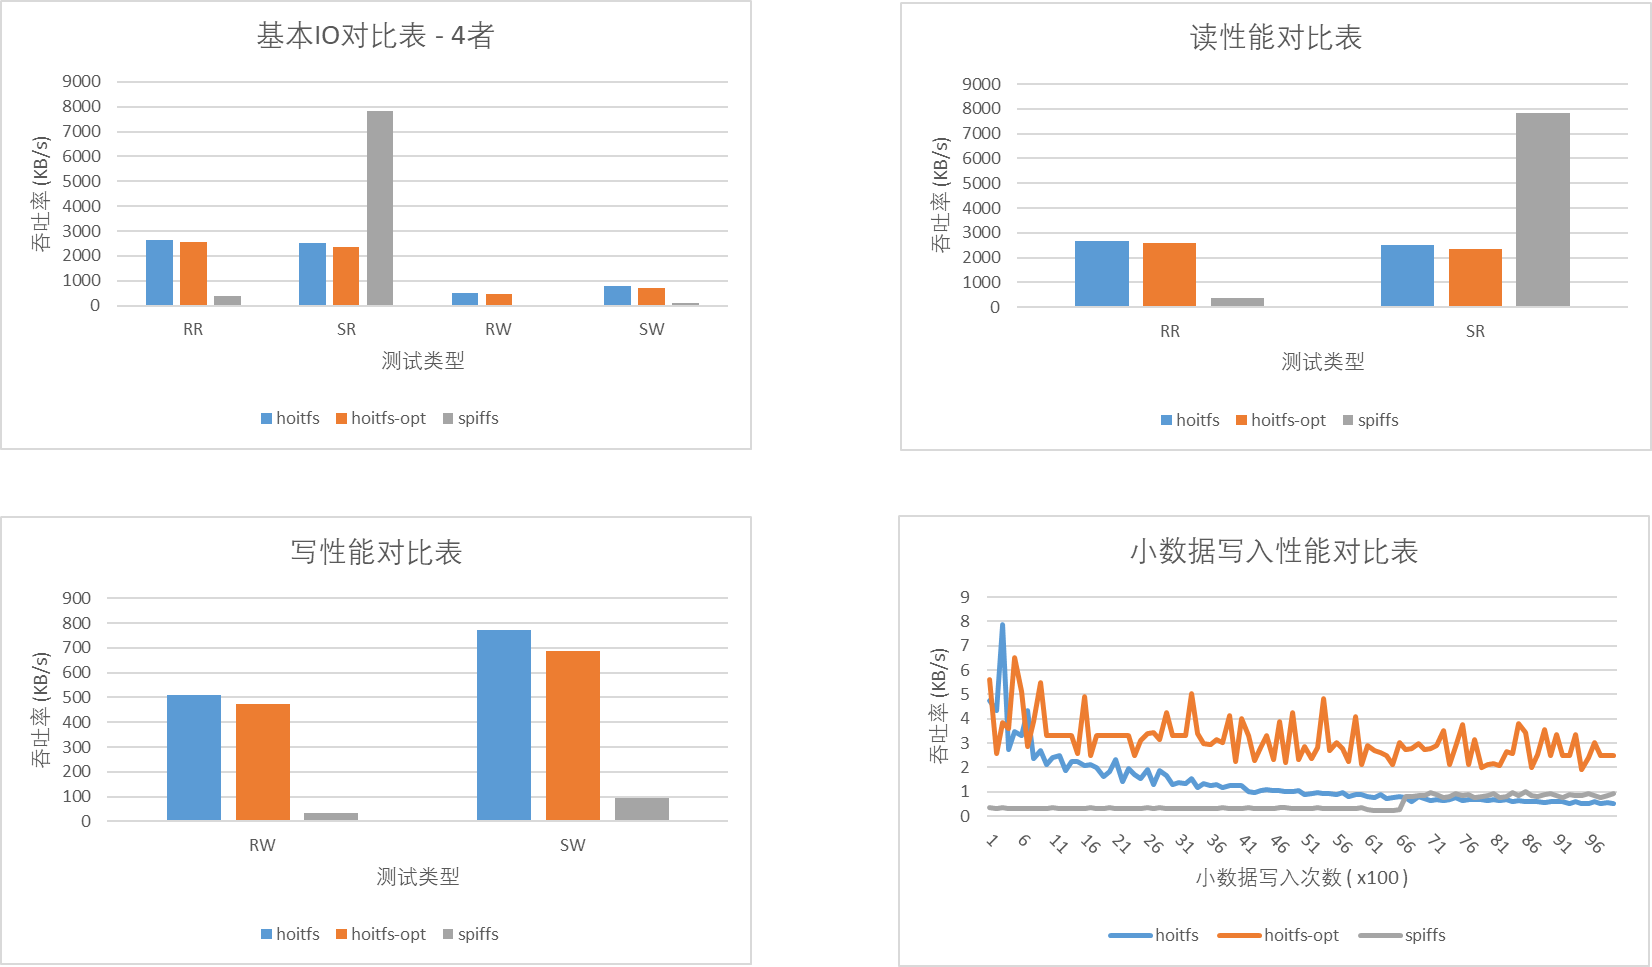 基本IO对比表 - 4者
9000
8000
7000
6000
5000
4000
3000
2000
1000
0
吞吐率 (KB/s)
RR SR RW SW
测试类型
hoitfs hoitfs-opt spiffs
读性能对比表
9000
8000
7000
6000
5000
4000
3000
2000
1000
0
吞吐率 (KB/s)
RR SR
测试类型
hoitfs hoitfs-opt spiffs
写性能对比表
900
800
700
600
500
400
300
200
100
0
吞吐率 (KB/s)
RW SW
测试类型
hoitfs hoitfs-opt spiffs
小数据写入性能对比表
9
8
7
6
5
4
3
2
1
0
吞吐率 (KB/s)
1 6 11 16 21 26 31 36 41 46 51 56 61 66 71 76 81 86 91 96
小数据写入次数 ( x100 )
hoitfs hoitfs-opt spiffs